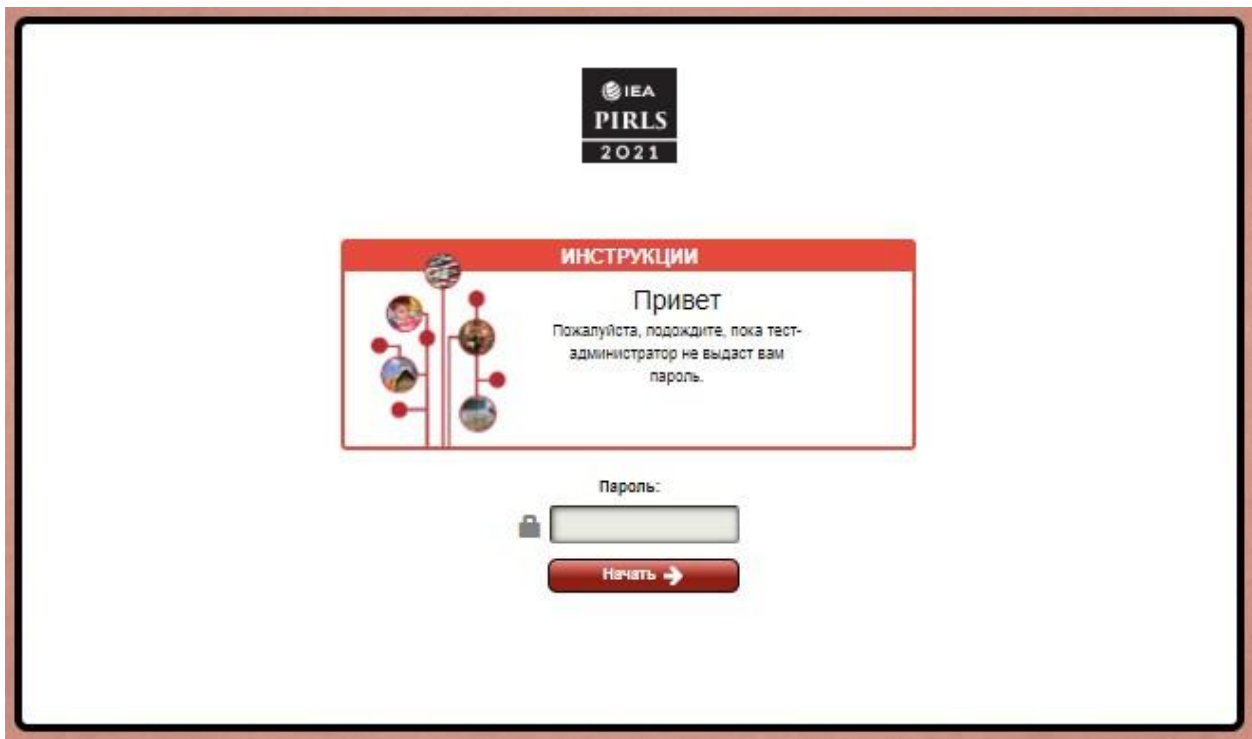 IEA
PIRLS
2021
ИНСТРУКЦИИ
Привет
Пожалуйста, подождите, пока тест-
администратор не выдаст вам
пароль.
Пароль:
Начать